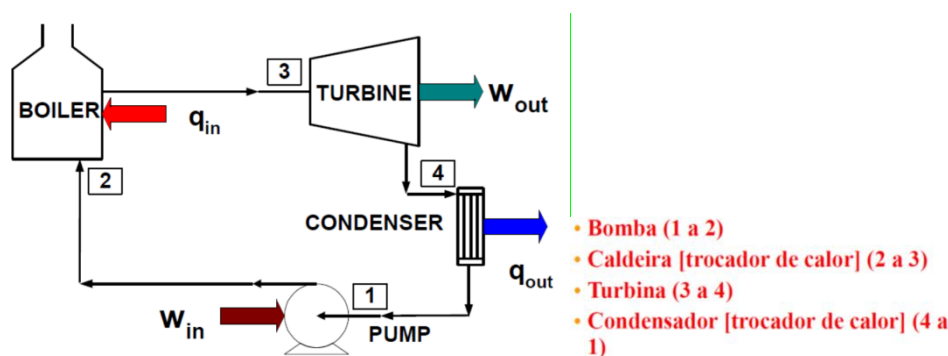 3
TURBINE
w out
BOILER
q in
2
4
CONDENSER
q out
w in
1
PUMP
• Bomba (1 a 2)
• Caldeira [trocador de calor] (2 a 3)
• Turbina (3 a 4)
• Condensador [trocador de calor] (4 a
1)